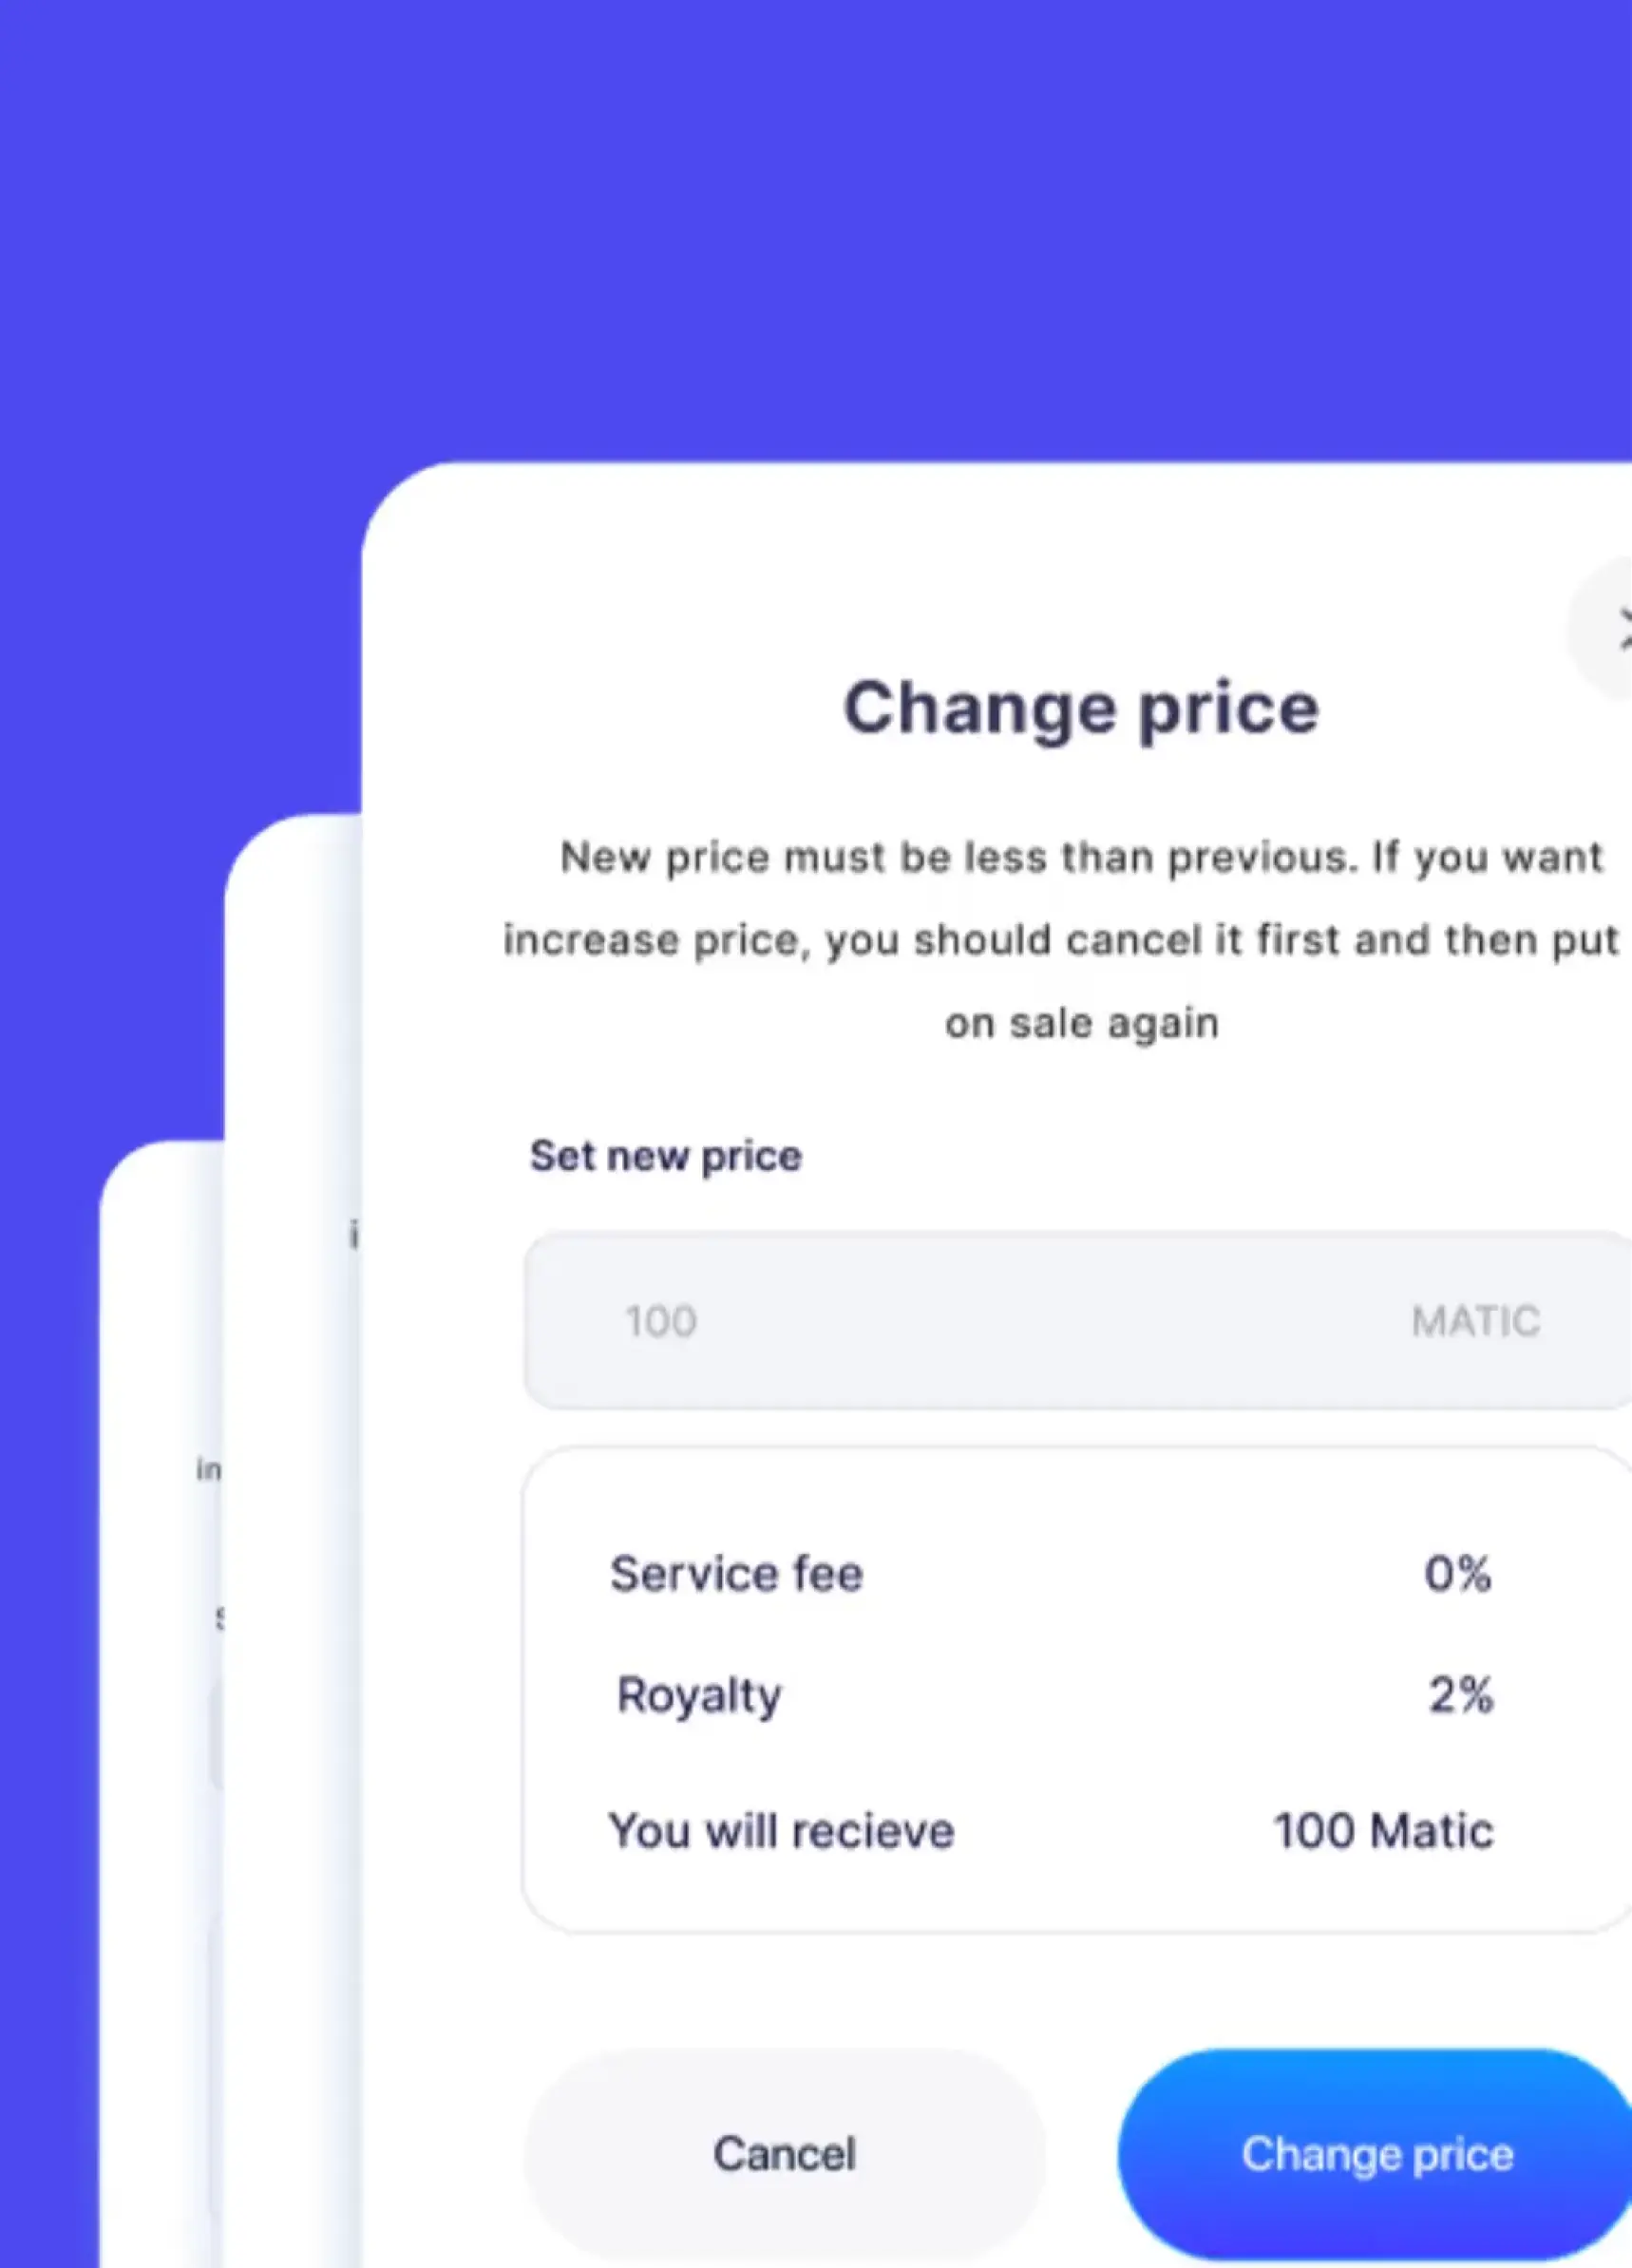 Change price
New price must be less than previous. If you want
increase price, you should cancel it first and then put
on sale again
Set new price
100 MATIC
Service fee 0%
Royalty 2%
You will recieve 100 Matic
Cancel Change price